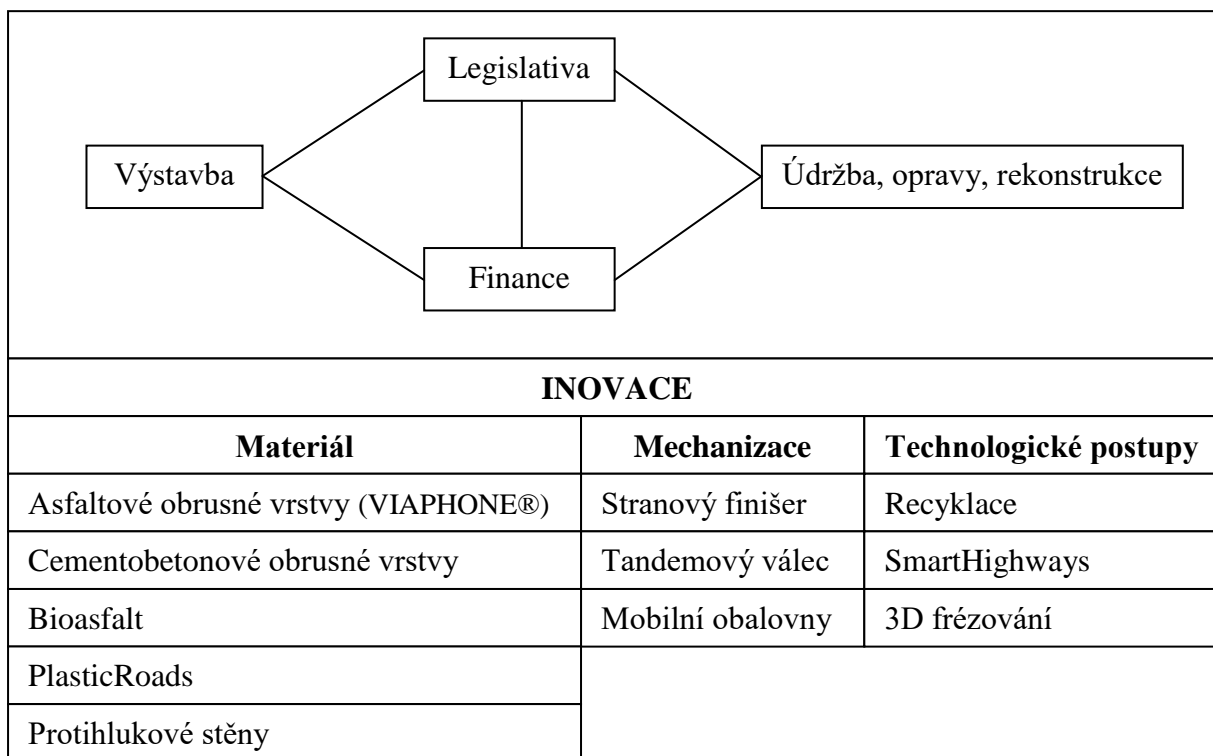 Legislativa
Výstavba
Údržba, opravy, rekonstrukce
Finance
INOVACE
Materiál
Mechanizace
Technologické postupy
Asfaltové obrusné vrstvy (VIAPHONE®)
Stranový finišer
Recyklace
Cementobetonové obrusné vrstvy
Tandemový válec
SmartHighways
Bioasfalt
Mobilní obalovny
3D frézování
PlasticRoads
Protihlukové stěny